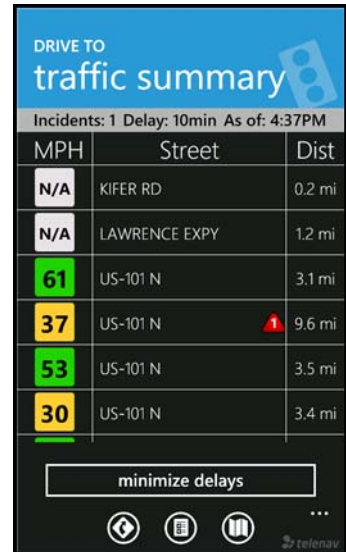 DRIVE TO
traffic summary
Incidents: 1 Delay: 10min As of: 4:37PM
MPH Street Dist
N/A KIFER RD 0.2 mi
N/A LAWRENCE EXPY 1.2 mi
61 US-101 N 3.1 mi
37 US-101 N 1 9.6 mi
53 US-101 N 3.5 mi
30 US-101 N 3.4 mi
minimize delays
...
telenav